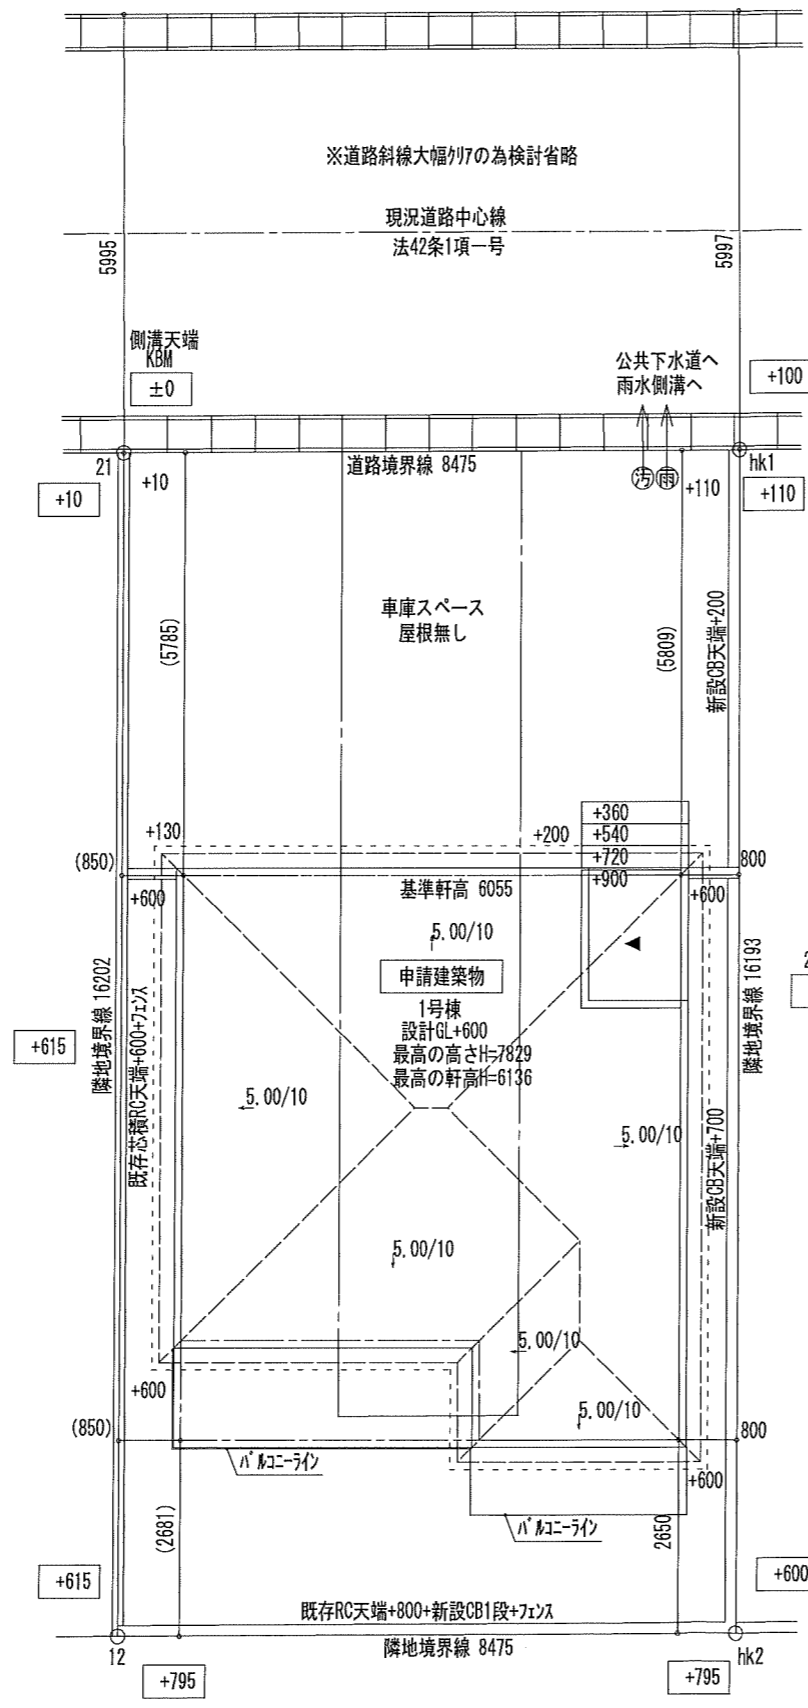 ※道路斜線大幅ｸﾘｱの為検討省略
現況道路中心線
法42条1項一号
5995
5997
側溝天端
KBM
±0
公共下水道へ
雨水側溝へ
+100
21
道路境界線 8475
汚
雨
hk1
+10
+10
+110
+110
車庫スペース
屋根無し
(5785)
(5809)
新設CB天端+200
+360
+130
+200
+540
(850)
+720
800
+600
基準軒高 6055
+900
+600
5.00/10
申請建築物
1号棟
設計GL+600
最高の高さH=7829
最高の軒高H=6136
隣地境界線 16202
隣地境界線 16193
+615
既存芯積RC天端+600+ﾌｪﾝｽ
5.00/10
5.00/10
新設CB天端+700
5.00/10
5.00/10
+600
5.00/10
(850)
800
ﾊﾞﾙｺﾆｰﾗｲﾝ
+600
(2681)
2650
ﾊﾞﾙｺﾆｰﾗｲﾝ
+615
+600
既存RC天端+800+新設CB1段+ﾌｪﾝｽ
12
隣地境界線 8475
hk2
+795
+795